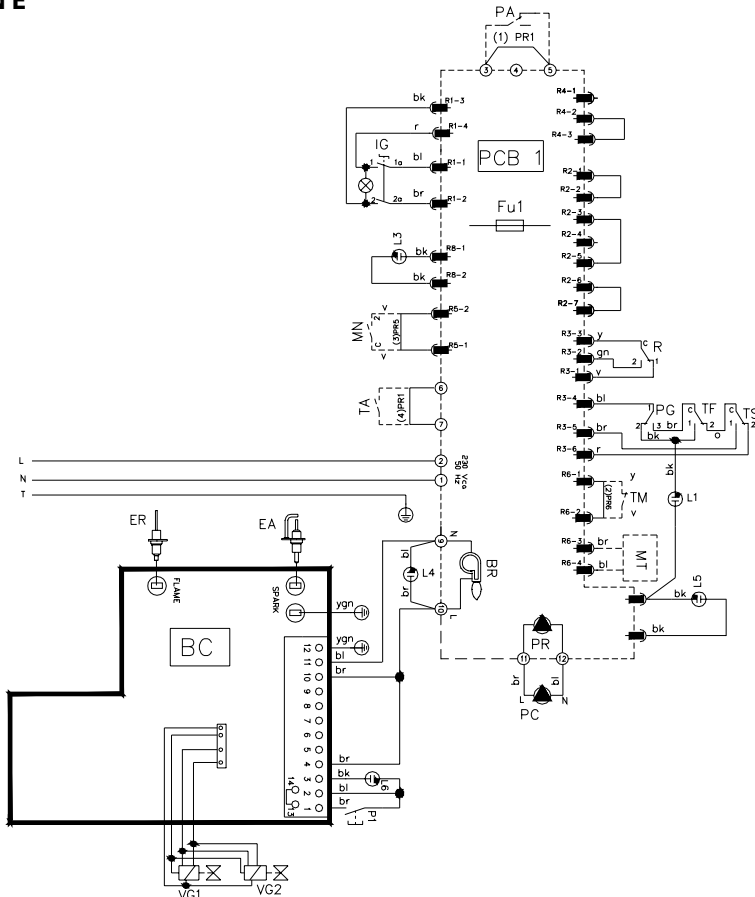 PA
(1) PR1
3 4 5
bk R1-3
r R1-4
IG
1 1a bl R1-1
2 2a br R1-2
PCB 1
Fu1
R4-1
R4-2
R4-3
R2-1
R2-2
R2-3
R2-4
R2-5
R2-6
R2-7
L3
bk R8-1
bk R8-2
MN
v R5-2
2
(3)PR5
C
v R5-1
R3-3 y
C
R3-2 gn
R
2 1
R3-1 v
TA
(4)PR1
6
7
R3-4 bl
R3-5 br
R3-6 r
1 PG
2 3 br
bk
C TF
1 2
o
C TS
1 2
bk
L1
L 2
N 1
T
230 Vca
50 Hz
R6-1 y
(2)PR6
TM
R6-2 v
R6-3 br
R6-4 bl
MT
bk L5
bk
ER
EA
FLAME
SPARK
ygn
ygn
9 N
bl
L4
br
10 L
BR
BC
12
11 bl
10 br
9
8
7
6
5
4 br
3 bk
2 bl
1 br
14
13
L6
P1
PR
11 12
br bl
L N
PC
VG1
VG2